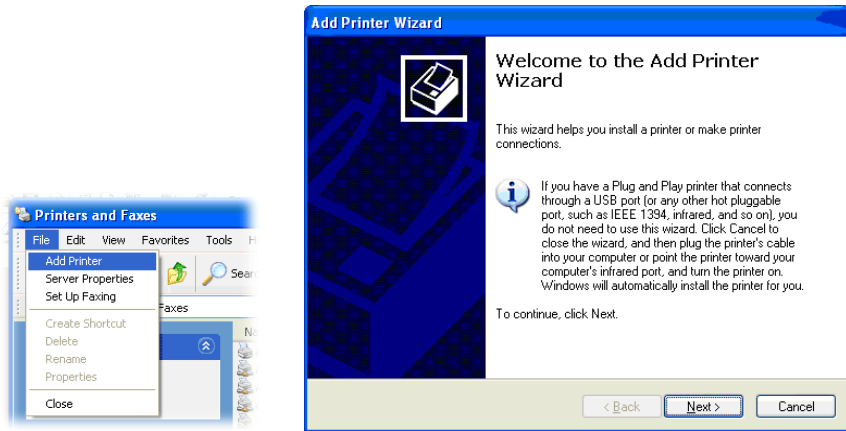 Printers and Faxes
File Edit View Favorites Tools
Add Printer
Server Properties
Set Up Faxing
Create Shortcut
Delete
Rename
Properties
Close
Faxes
Add Printer Wizard
Welcome to the Add Printer
Wizard
This wizard helps you install a printer or make printer
connections.
If you have a Plug and Play printer that connects
through a USB port (or any other hot pluggable
port, such as IEEE 1394, infrared, and so on), you
do not need to use this wizard. Click Cancel to
close the wizard, and then plug the printer's cable
into your computer or point the printer toward your
computer's infrared port, and turn the printer on.
Windows will automatically install the printer for you.
To continue, click Next.
< Back Next > Cancel